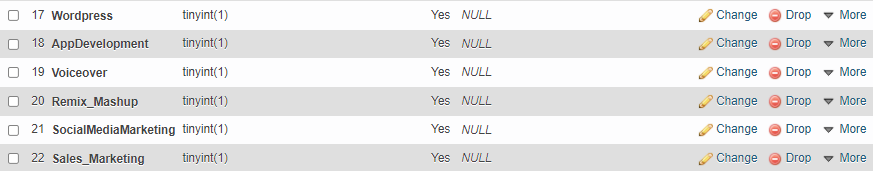 17 Wordpress tinyint(1) Yes NULL Change Drop More
18 AppDevelopment tinyint(1) Yes NULL Change Drop More
19 Voiceover tinyint(1) Yes NULL Change Drop More
20 Remix_Mashup tinyint(1) Yes NULL Change Drop More
21 SocialMediaMarketing tinyint(1) Yes NULL Change Drop More
22 Sales_Marketing tinyint(1) Yes NULL Change Drop More